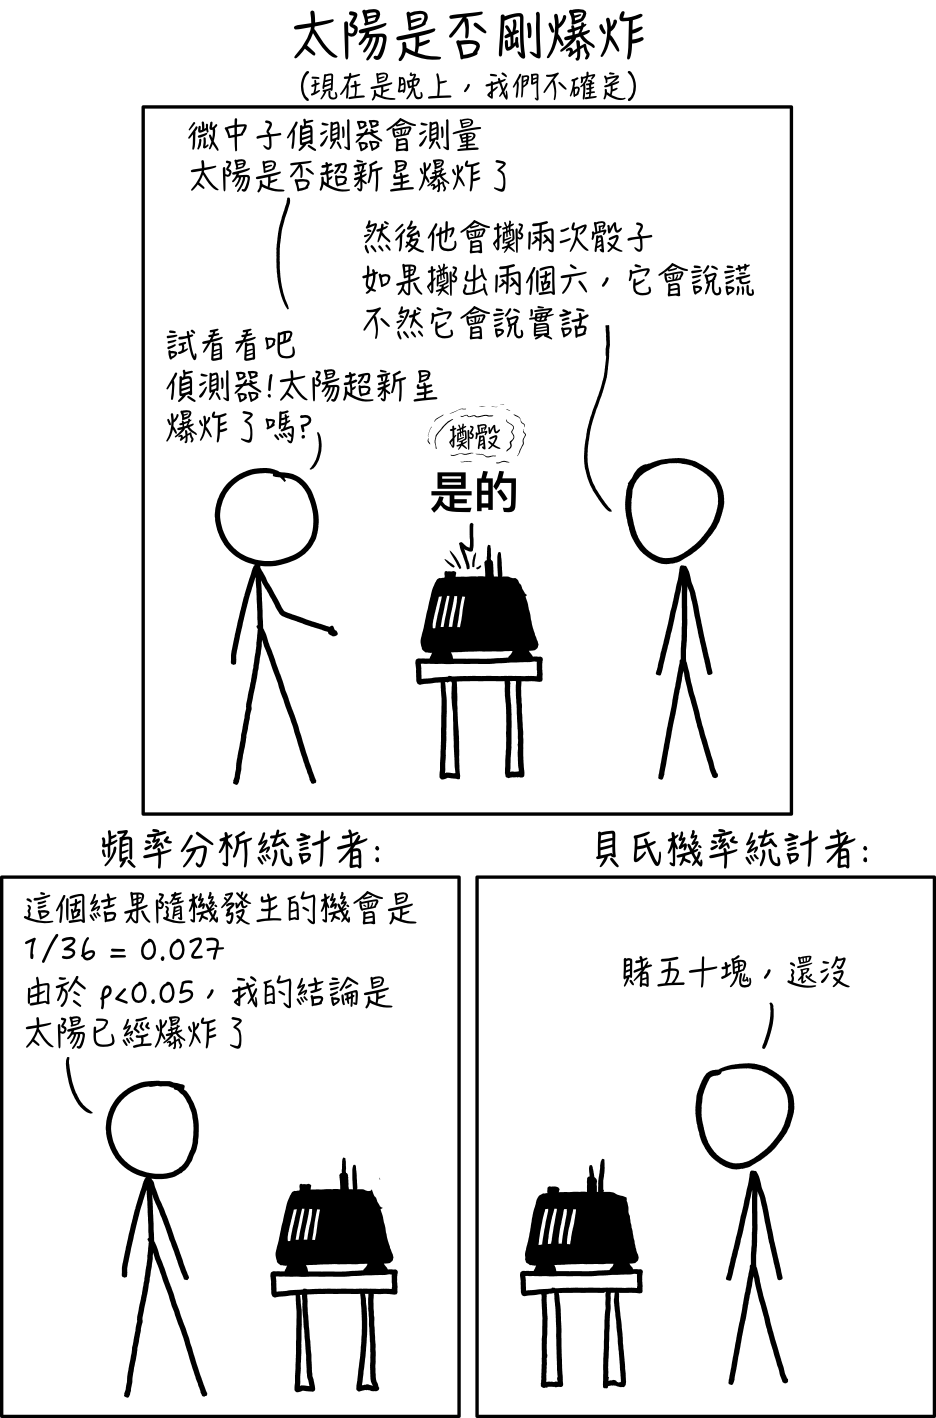 太陽是否剛爆炸
(現在是晚上，我們不確定)
微中子偵測器會測量
太陽是否超新星爆炸了
然後他會擲兩次骰子
如果擲出兩個六，它會說謊
不然它會說實話
試看看吧
偵測器!太陽超新星
爆炸了嗎?
擲骰
是的
頻率分析統計者:
這個結果隨機發生的機會是
1/36 = 0.027
由於 p<0.05，我的結論是
太陽已經爆炸了
貝氏機率統計者:
賭五十塊，還沒